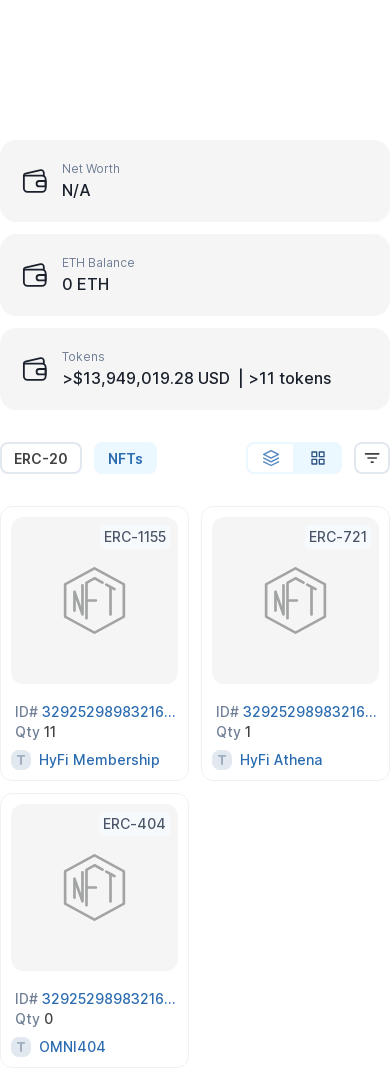 Net Worth
N/A
ETH Balance
0 ETH
Tokens
>$13,949,019.28 USD | >11 tokens
ERC-20
NFTs
ERC-1155
NFT
ID# 32925298983216...
Qty 11
T HyFi Membership
ERC-721
NFT
ID# 32925298983216...
Qty 1
T HyFi Athena
ERC-404
NFT
ID# 32925298983216...
Qty 0
T OMNI404